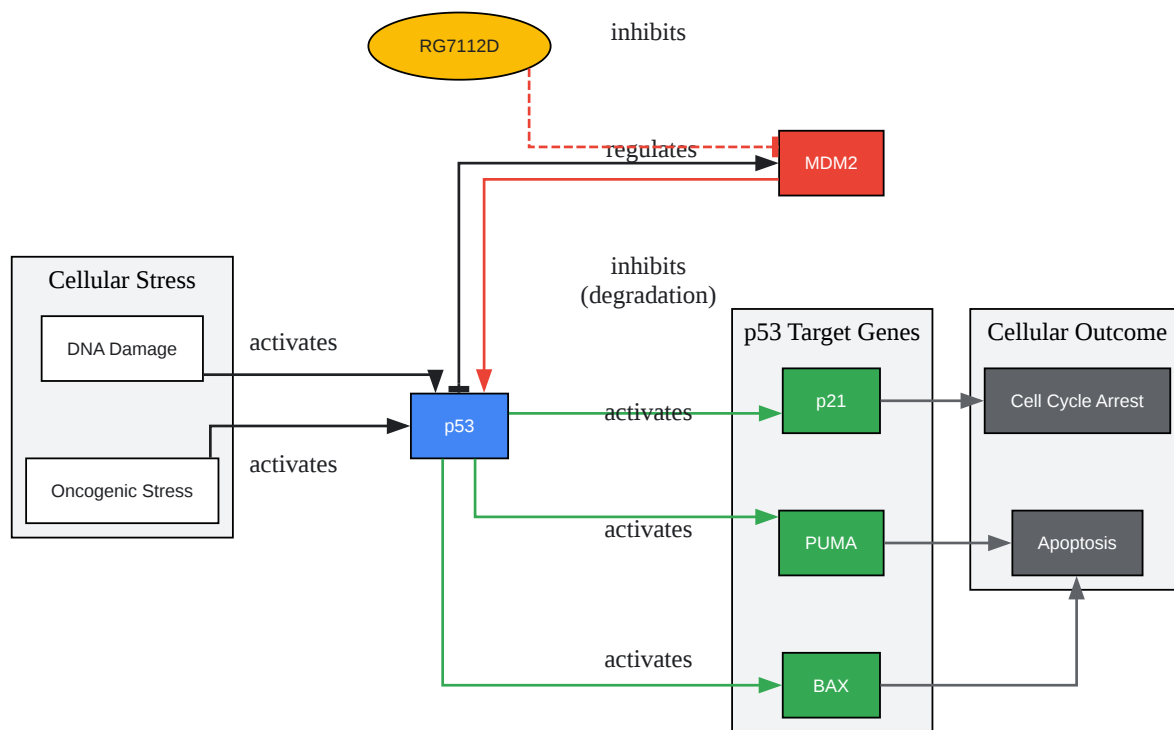 RG7112D
inhibits
regulates
MDM2
inhibits
(degradation)
Cellular Stress
DNA Damage
activates
Oncogenic Stress
activates
p53
p53 Target Genes
activates
p21
activates
PUMA
activates
BAX
Cellular Outcome
Cell Cycle Arrest
Apoptosis